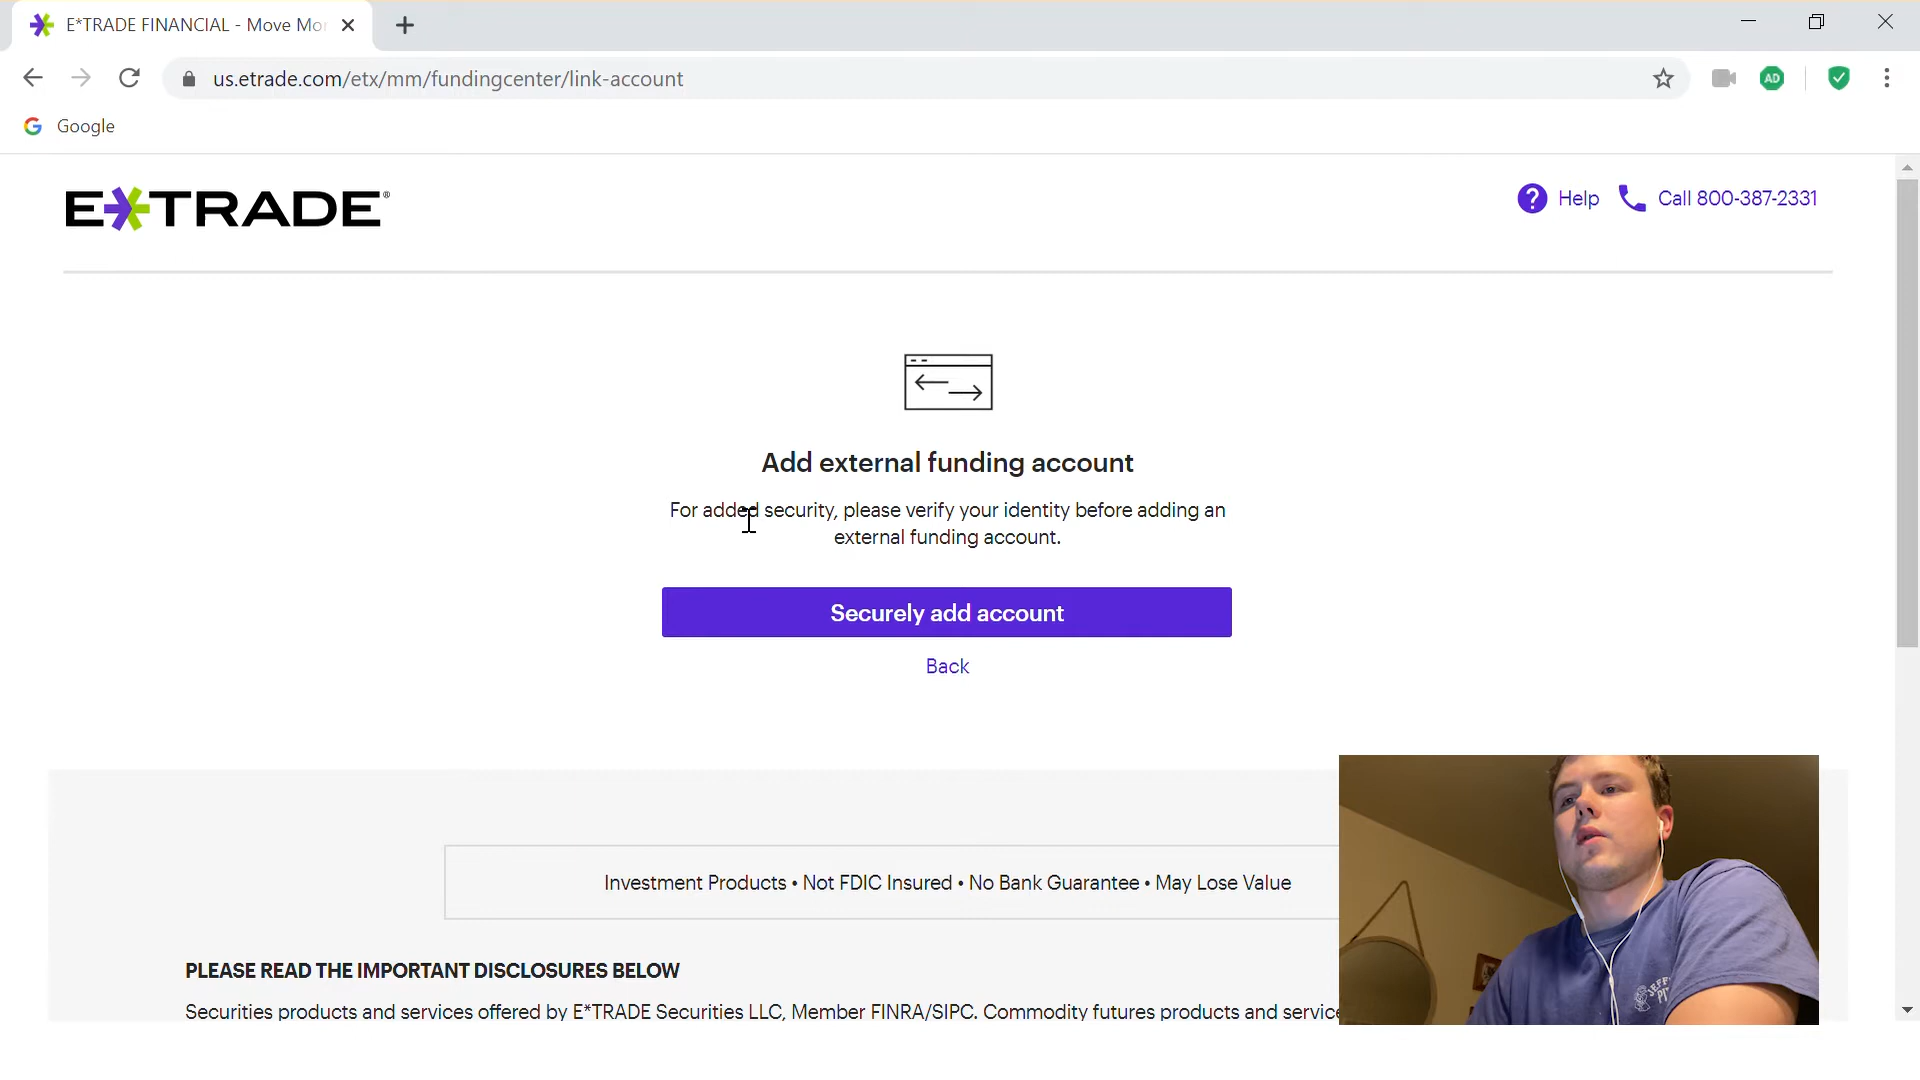 E*TRADE FINANCIAL - Move Mo
us.etrade.com/etx/mm/fundingcenter/link-account
AD
Google
E*TRADE®
? Help Call 800-387-2331
Add external funding account
For added security, please verify your identity before adding an
external funding account.
Securely add account
Back
Investment Products • Not FDIC Insured • No Bank Guarantee • May Lose Value
PLEASE READ THE IMPORTANT DISCLOSURES BELOW
Securities products and services offered by E*TRADE Securities LLC, Member FINRA/SIPC. Commodity futures products and service